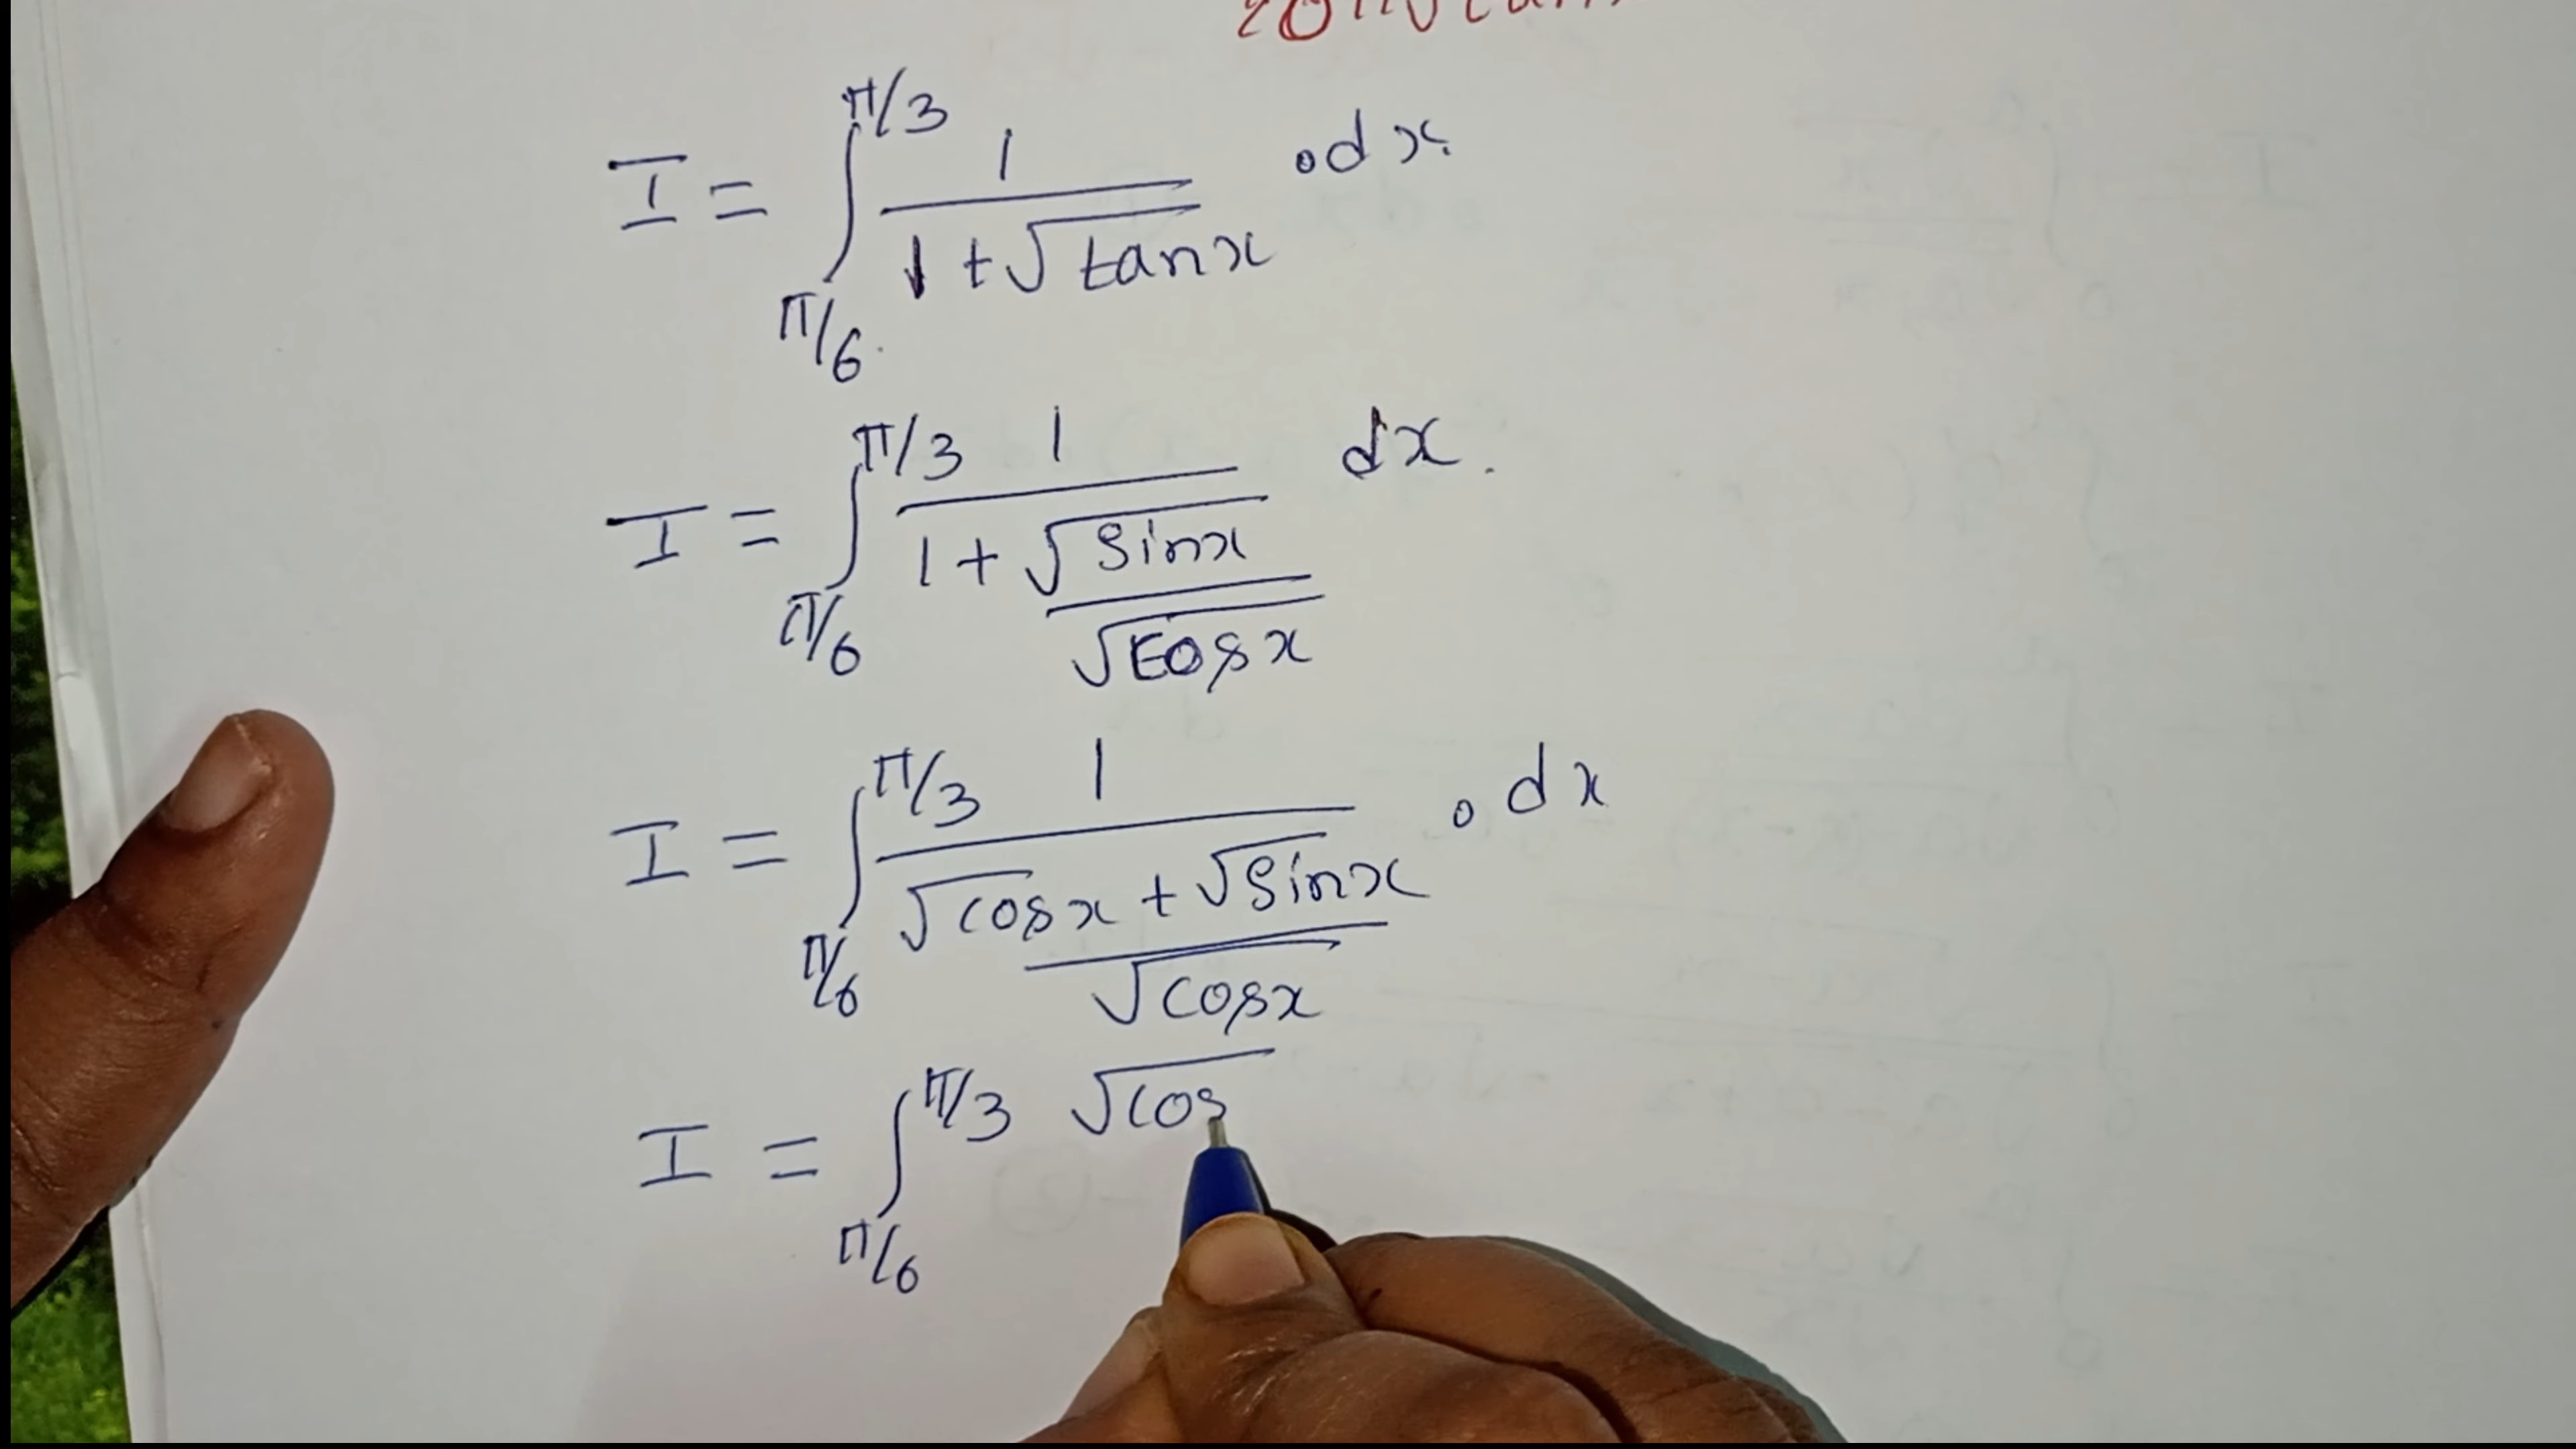 I = ∫_{π/6}^{π/3} 1/(1+√tanx) .dx.
I = ∫_{π/6}^{π/3} 1/(1+√sinx/√cosx) dx.
I = ∫_{π/6}^{π/3} 1/((√cosx+√sinx)/√cosx) .dx
I = ∫_{π/6}^{π/3} √cos